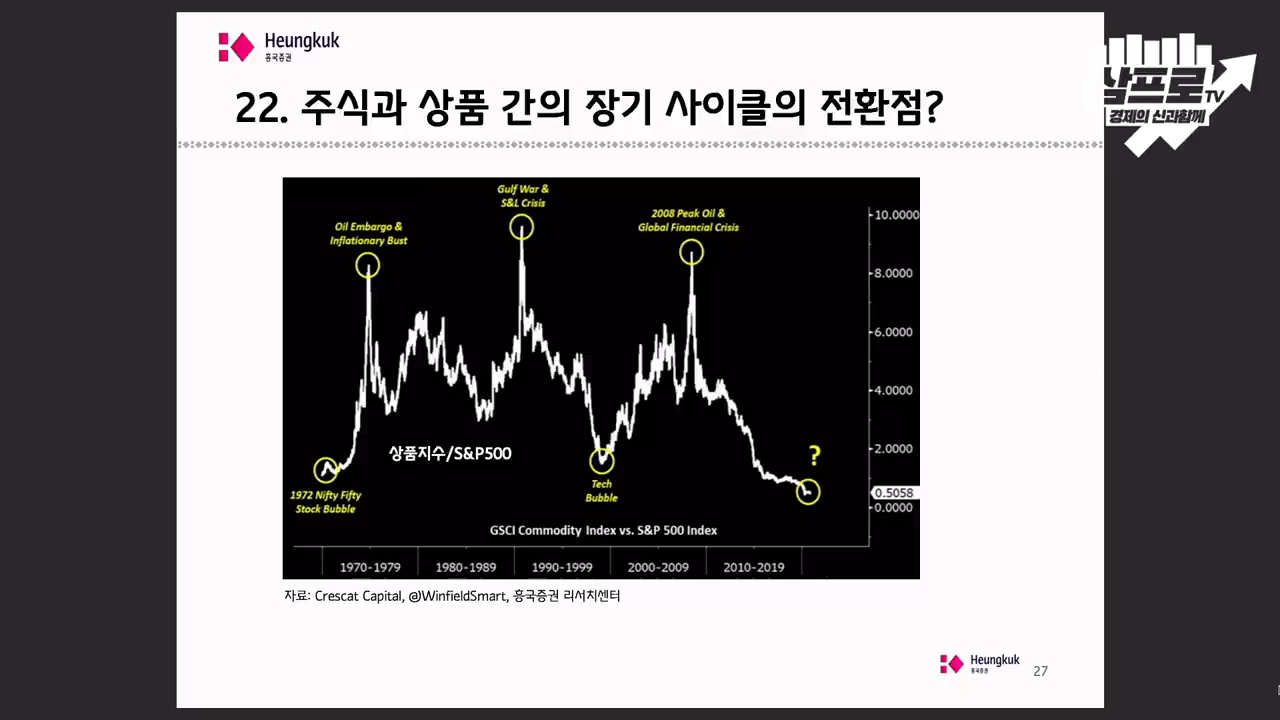 Heungkuk
흥국증권
삼프로TV
경제의 신과함께
22. 주식과 상품 간의 장기 사이클의 전환점?
Gulf War &
S&L Crisis
2008 Peak Oil &
Global Financial Crisis
Oil Embargo &
Inflationary Bust
10.0000
8.0000
6.0000
4.0000
2.0000
0.5058
0.0000
?
상품지수/S&P500
1972 Nifty Fifty
Stock Bubble
Tech
Bubble
GSCI Commodity Index vs. S&P 500 Index
1970-1979 1980-1989 1990-1999 2000-2009 2010-2019
자료: Crescat Capital, @WinfieldSmart, 흥국증권 리서치센터
Heungkuk
흥국증권
27